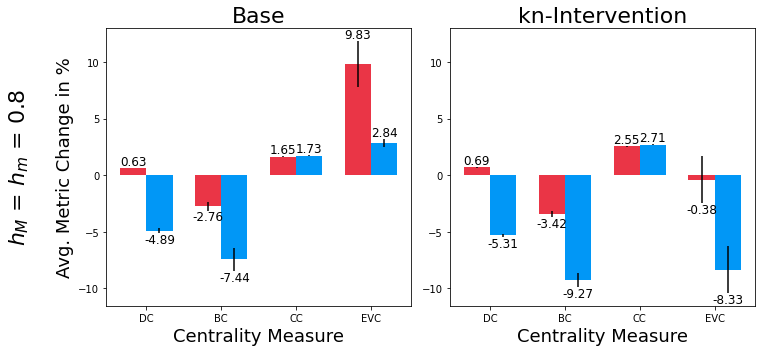 Base
kn-Intervention
h_M = h_m = 0.8
Avg. Metric Change in %
10
5
0
−5
−10
0.63
-4.89
-2.76
-7.44
1.65
1.73
9.83
2.84
DC
BC
CC
EVC
Centrality Measure
10
5
0
−5
−10
0.69
-5.31
-3.42
-9.27
2.55
2.71
-0.38
-8.33
DC
BC
CC
EVC
Centrality Measure